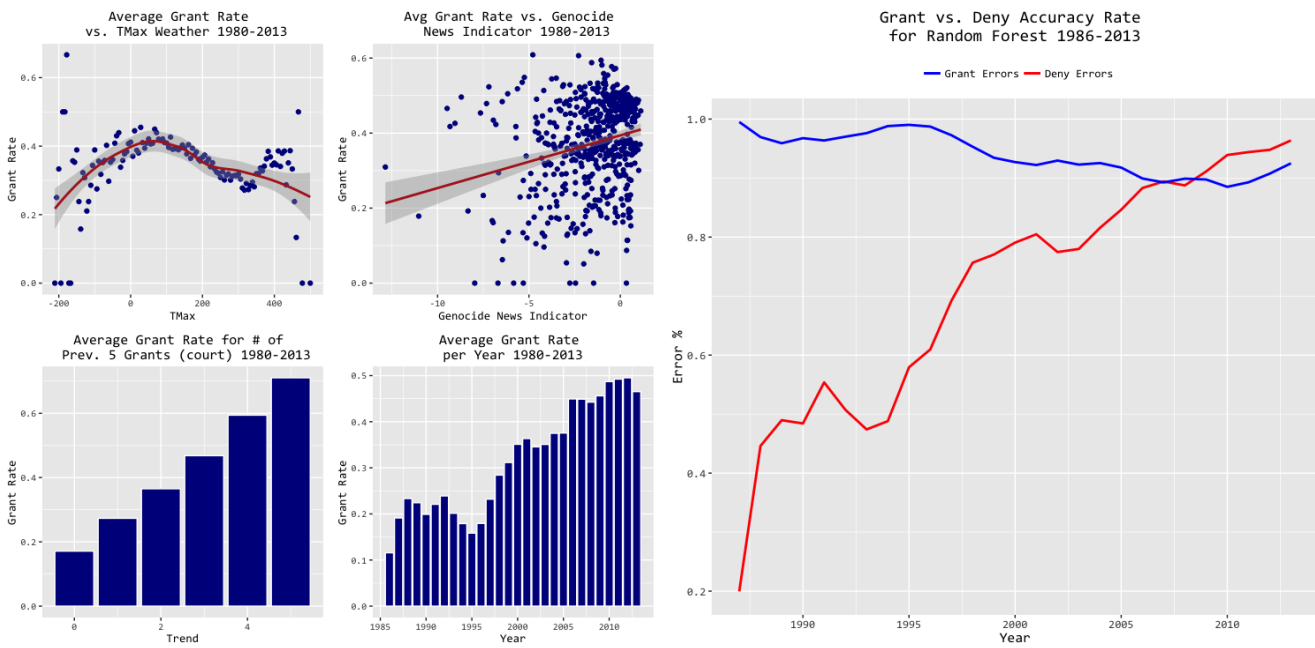 Average Grant Rate
vs. TMax Weather 1980-2013
0.6
0.4
0.2
0.0
Grant Rate
-200 0 200 400
TMax
Avg Grant Rate vs. Genocide
News Indicator 1980-2013
0.6
0.4
0.2
0.0
Grant Rate
-10 -5 0
Genocide News Indicator
Average Grant Rate for # of
Prev. 5 Grants (court) 1980-2013
0.6
0.4
0.2
0.0
Grant Rate
0 2 4
Trend
Average Grant Rate
per Year 1980-2013
0.5
0.4
0.3
0.2
0.1
0.0
Grant Rate
1985 1990 1995 2000 2005 2010
Year
Grant vs. Deny Accuracy Rate
for Random Forest 1986-2013
Grant Errors Deny Errors
1.0
0.8
0.6
0.4
0.2
Error %
1990 1995 2000 2005 2010
Year